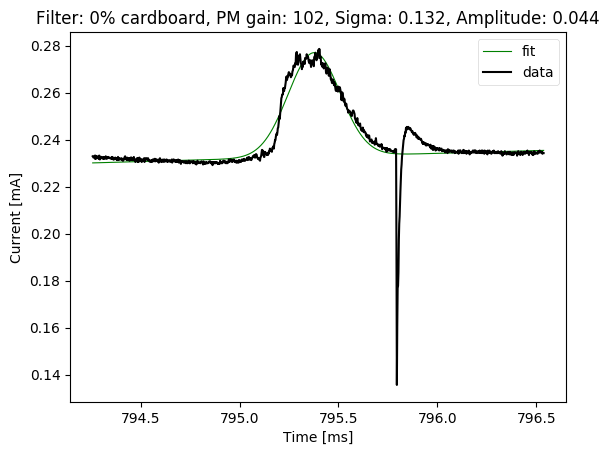 Filter: 0% cardboard, PM gain: 102, Sigma: 0.132, Amplitude: 0.044
fit
data
0.28
0.26
0.24
0.22
0.20
0.18
0.16
0.14
Current [mA]
794.5 795.0 795.5 796.0 796.5
Time [ms]